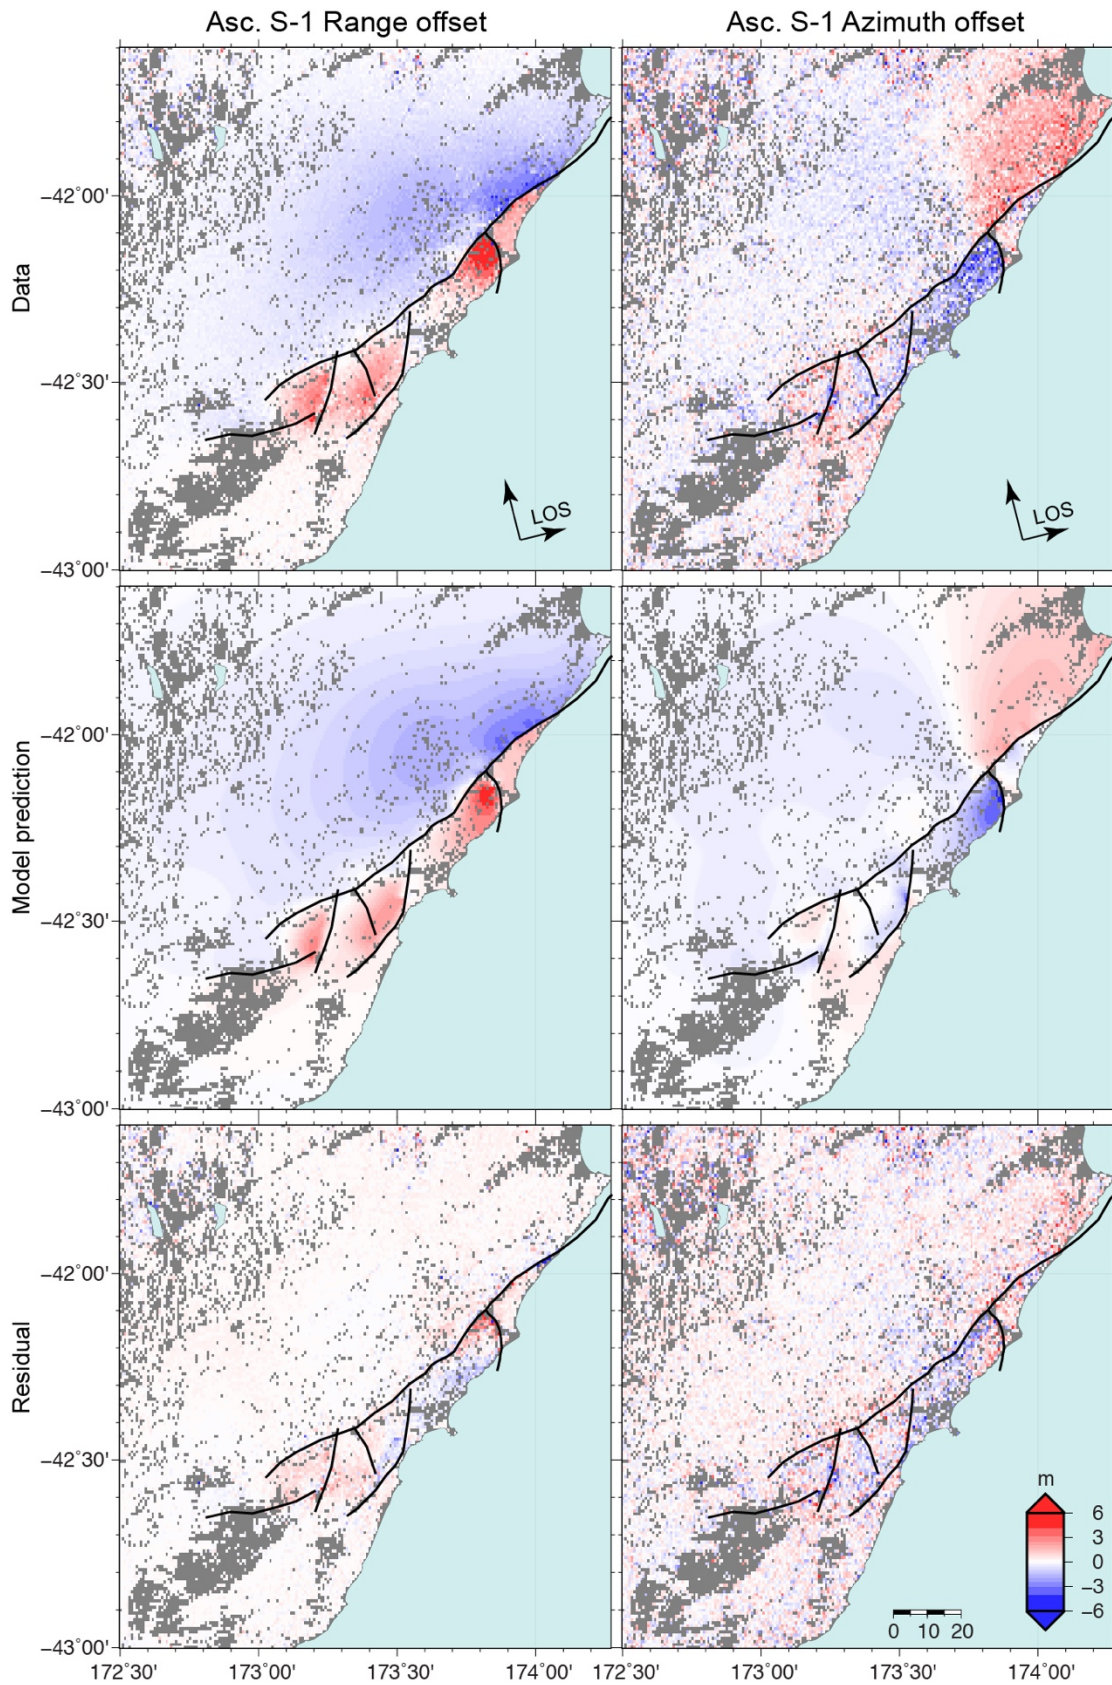 Asc. S-1 Range offset
Asc. S-1 Azimuth offset
Data
−42°00'
−42°30'
−43°00'
LOS
LOS
Model prediction
−42°00'
−42°30'
−43°00'
Residual
−42°00'
−42°30'
−43°00'
m
6
3
0
−3
−6
0 10 20
172°30' 173°00' 173°30' 174°00' 172°30' 173°00' 173°30' 174°00'